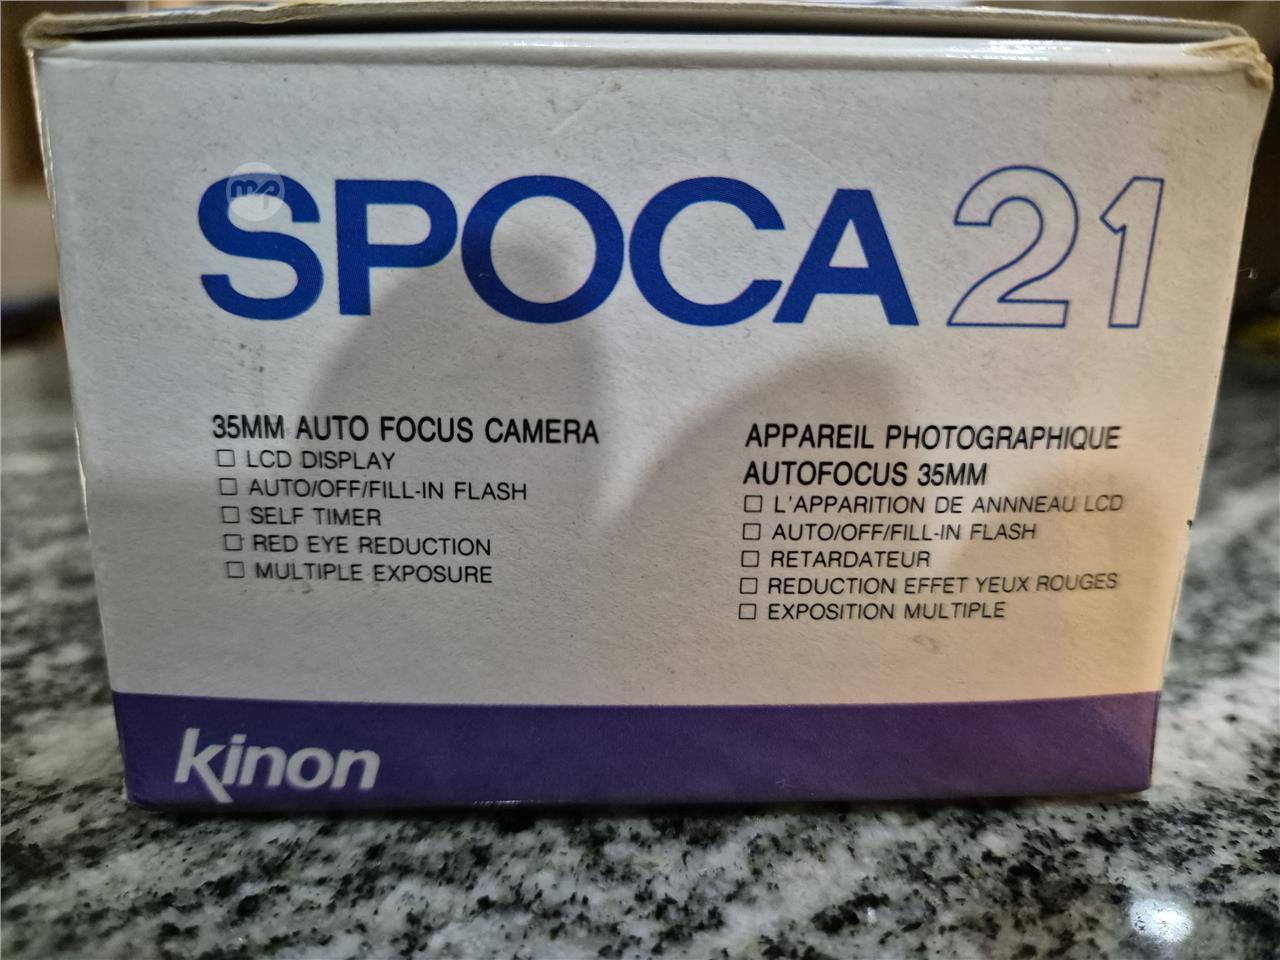 SPOCA 21
35MM AUTO FOCUS CAMERA
□ LCD DISPLAY
□ AUTO/OFF/FILL-IN FLASH
□ SELF TIMER
□ RED EYE REDUCTION
□ MULTIPLE EXPOSURE
APPAREIL PHOTOGRAPHIQUE
AUTOFOCUS 35MM
□ L'APPARITION DE ANNNEAU LCD
□ AUTO/OFF/FILL-IN FLASH
□ RETARDATEUR
□ REDUCTION EFFET YEUX ROUGES
□ EXPOSITION MULTIPLE
kinon